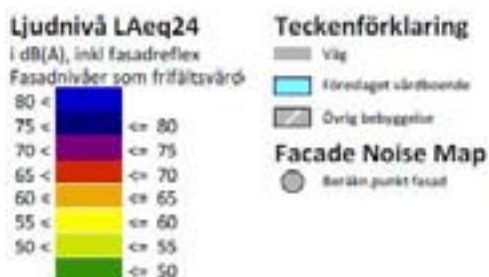 Ljudnivå LAeq24
i dB(A), inkl fasadreflex
Fasadnivåer som frifältsvärde
80 <
75 < <= 80
70 < <= 75
65 < <= 70
60 < <= 65
55 < <= 60
50 < <= 55
<= 50
Teckenförklaring
Väg
Föreslaget vårdboende
Övrig bebyggelse
Facade Noise Map
Beräkn.punkt fasad